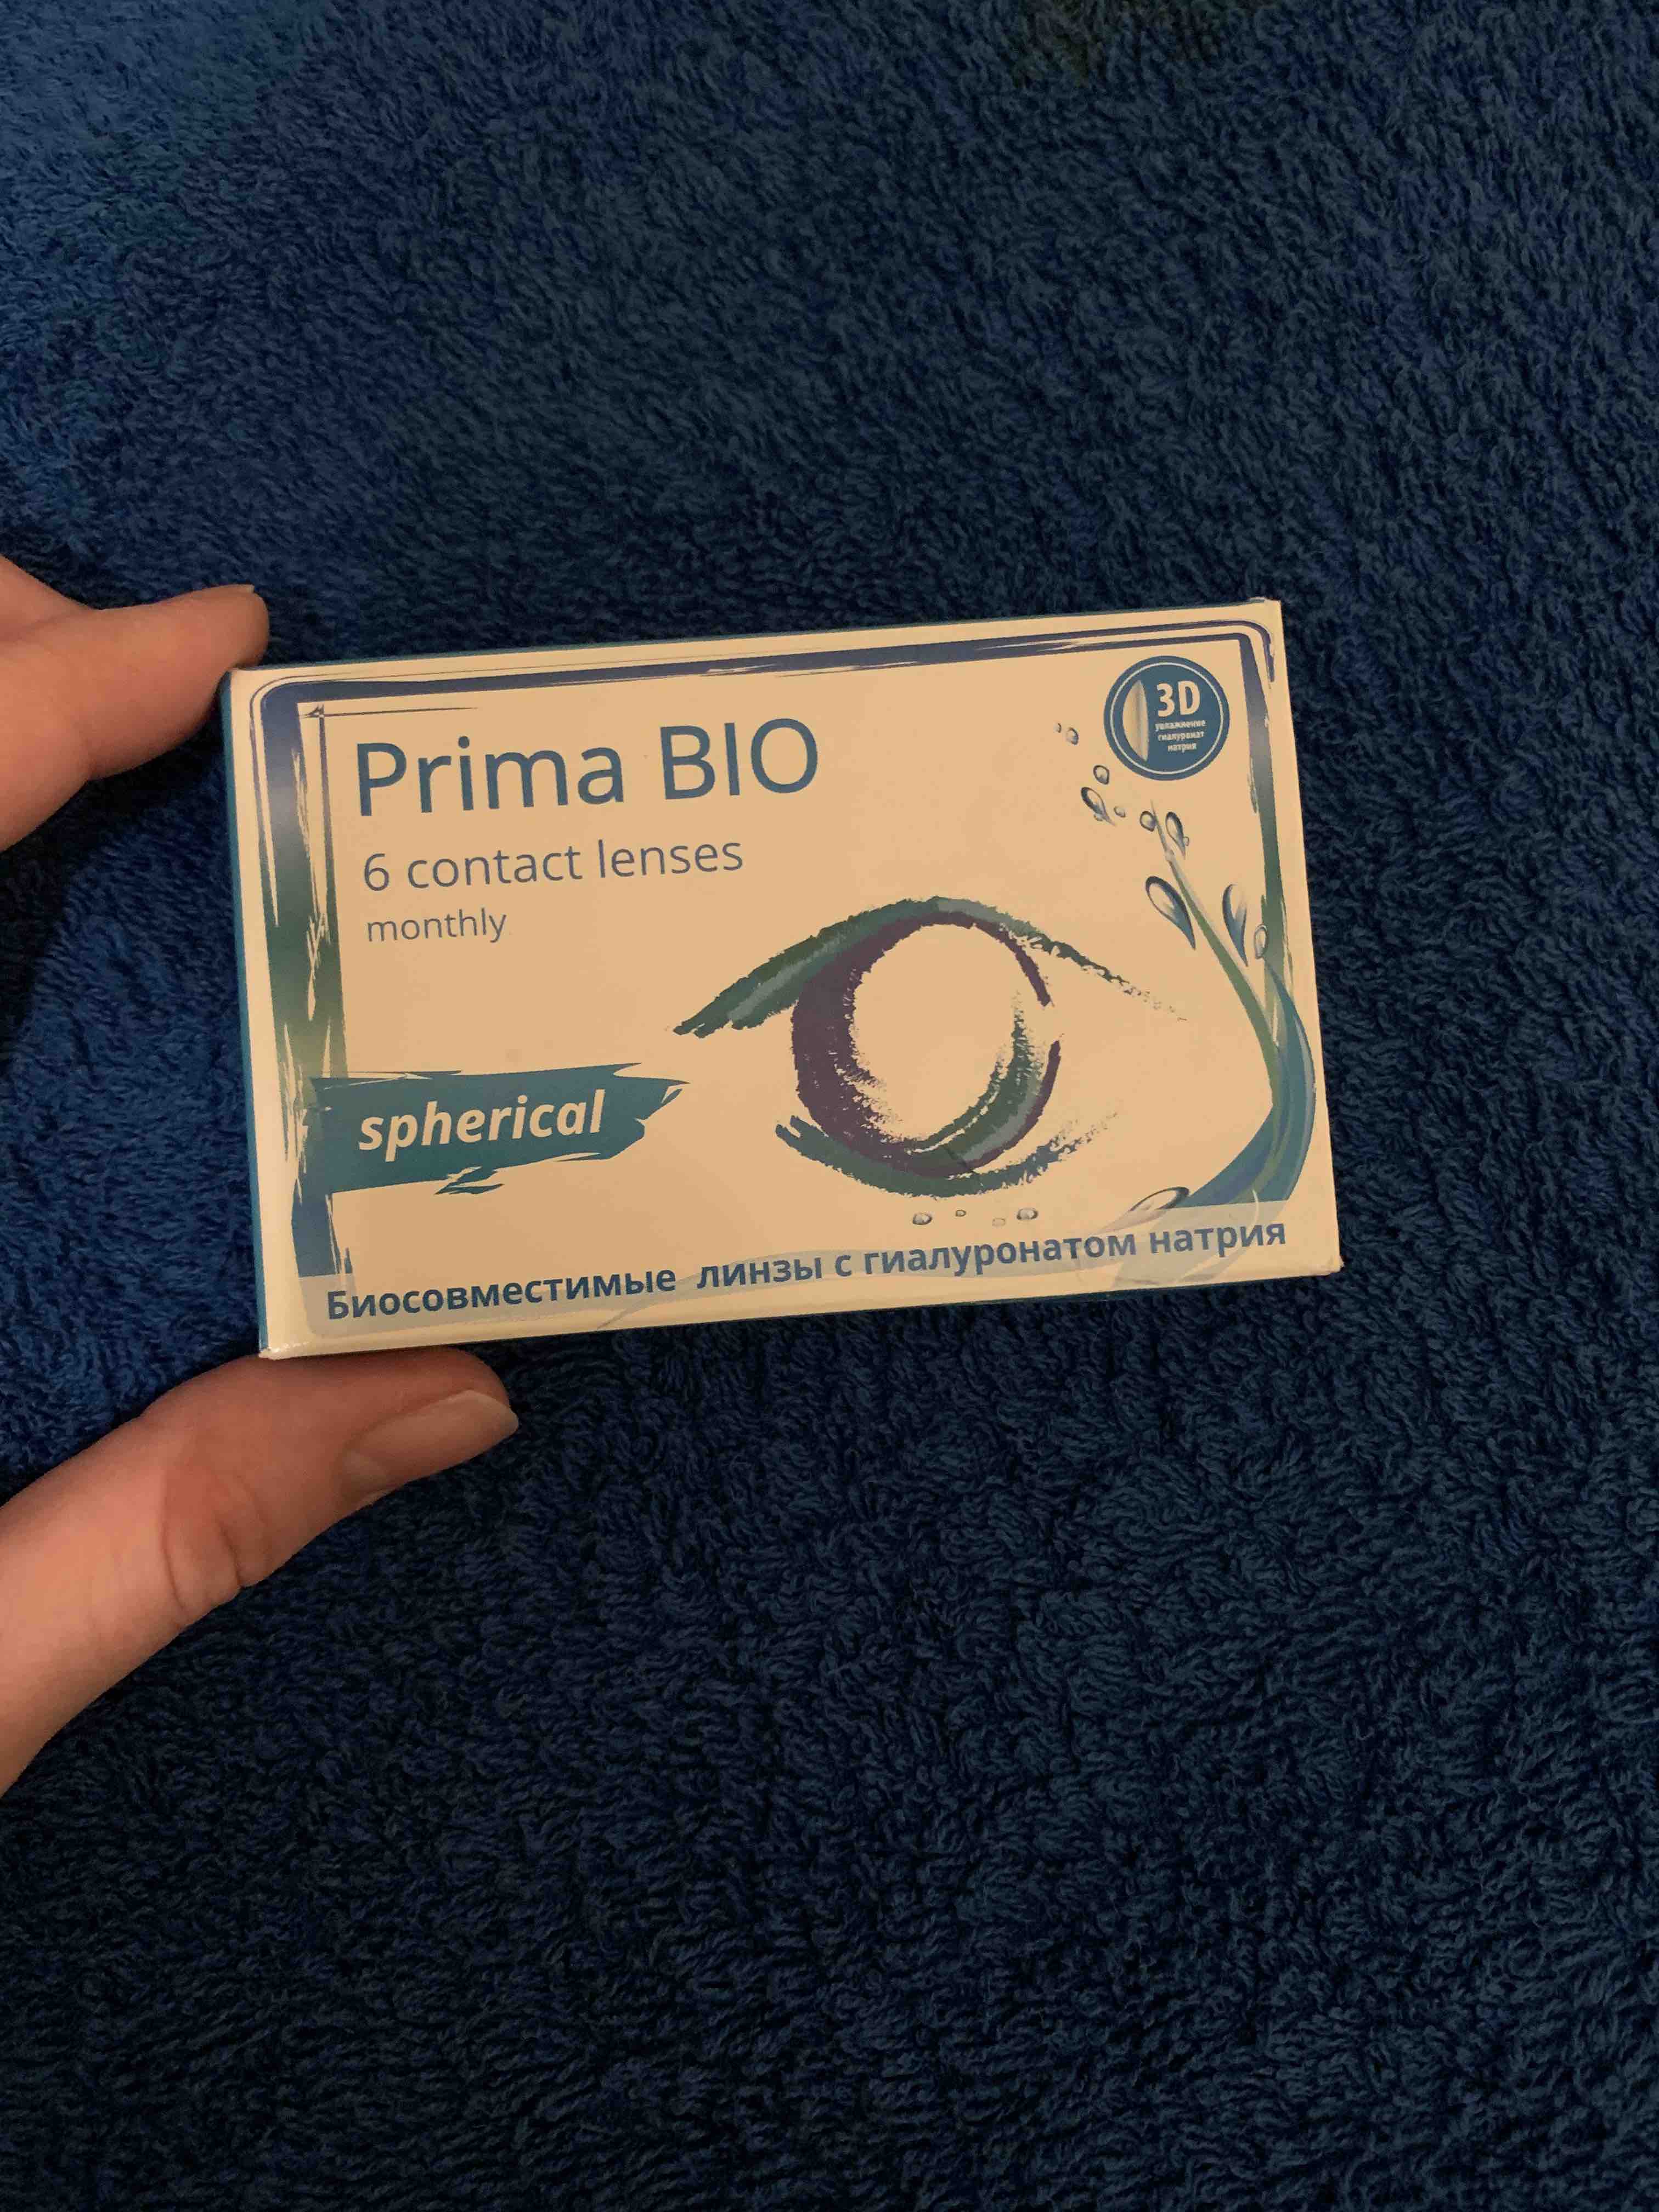 Prima BIO
6 contact lenses
monthly
3D
увлажнение
гиалуронат
натрия
spherical
Биосовместимые линзы с гиалуронатом натрия